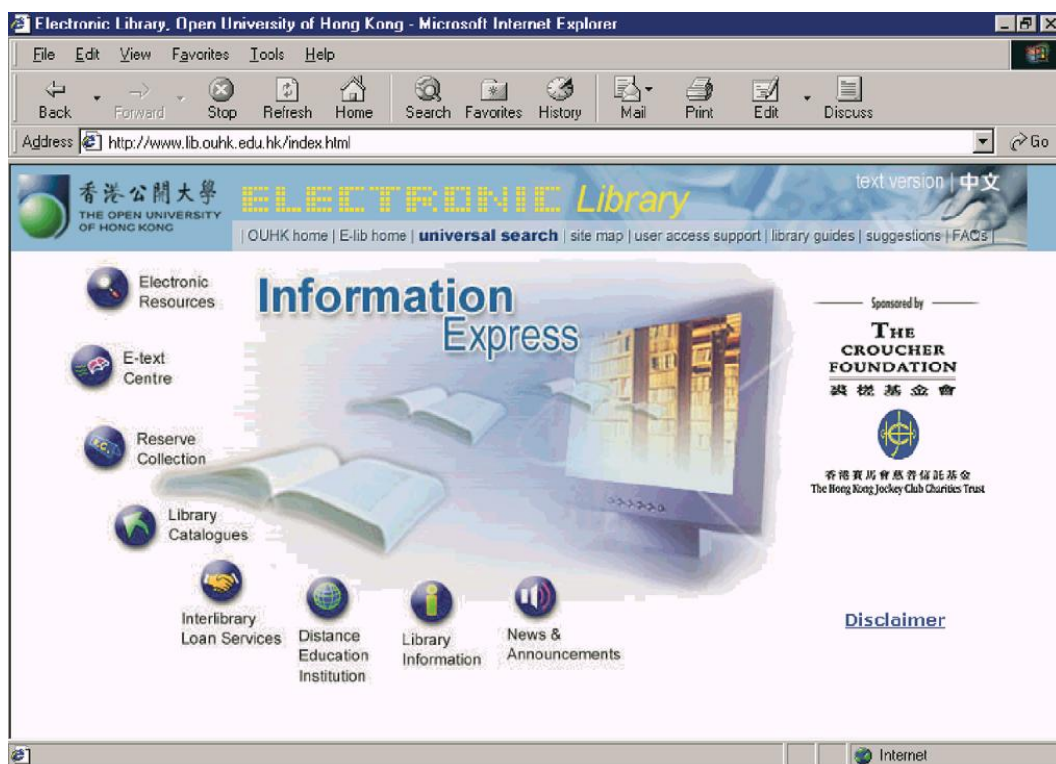 Electronic Library, Open University of Hong Kong - Microsoft Internet Explorer
File Edit View Favorites Tools Help
Back Forward Stop Refresh Home Search Favorites History Mail Print Edit Discuss
Address http://www.lib.ouhk.edu.hk/index.html Go
香港公開大學
THE OPEN UNIVERSITY
OF HONG KONG
ELECTRONIC Library
text version | 中文
| OUHK home | E-lib home | universal search | site map | user access support | library guides | suggestions | FAQs |
Electronic
Resources
E-text
Centre
Reserve
Collection
Library
Catalogues
Interlibrary
Loan Services
Distance
Education
Institution
Library
Information
News &
Announcements
Information
Express
Sponsored by
THE
CROUCHER
FOUNDATION
裘槎基金會
香港賽馬會慈善信託基金
The Hong Kong Jockey Club Charities Trust
Disclaimer
Internet